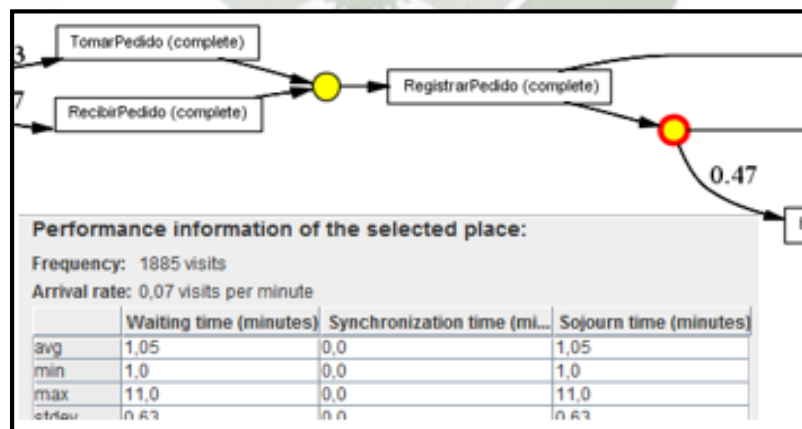 3
TomarPedido (complete)
RegistrarPedido (complete)
7
RecibirPedido (complete)
0.47
Performance information of the selected place:
Frequency: 1885 visits
Arrival rate: 0,07 visits per minute
Waiting time (minutes) Synchronization time (mi... Sojourn time (minutes)
avg 1,05 0,0 1,05
min 1,0 0,0 1,0
max 11,0 0,0 11,0
stdev 0,63 0,0 0,63